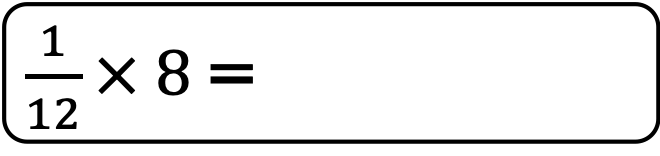 1/12 × 8 =